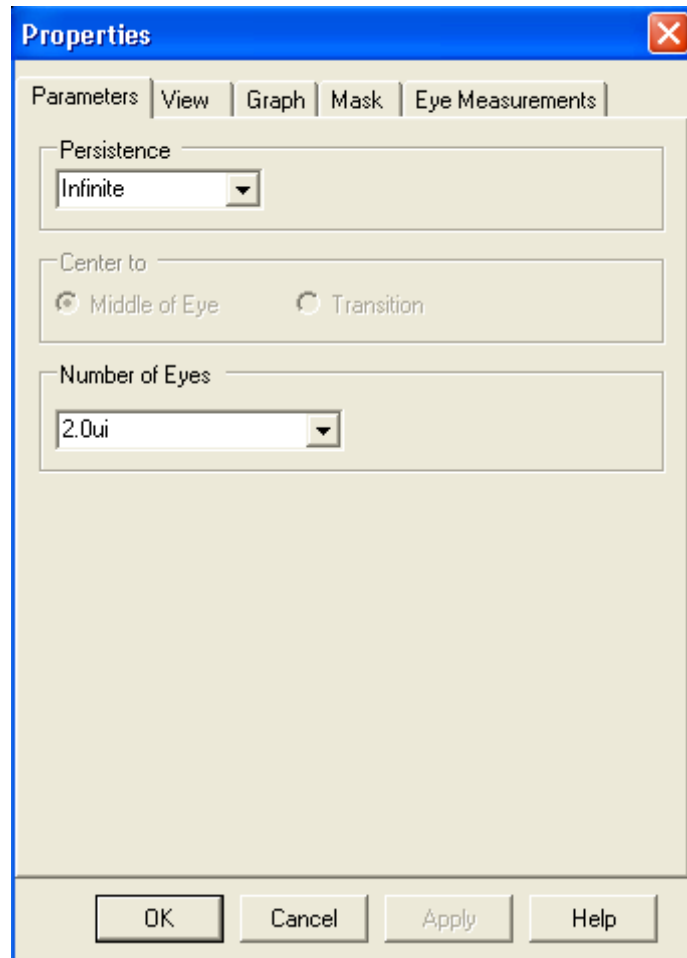 Properties
Parameters View Graph Mask Eye Measurements
Persistence
Infinite
Center to
Middle of Eye Transition
Number of Eyes
2.0ui
OK Cancel Apply Help